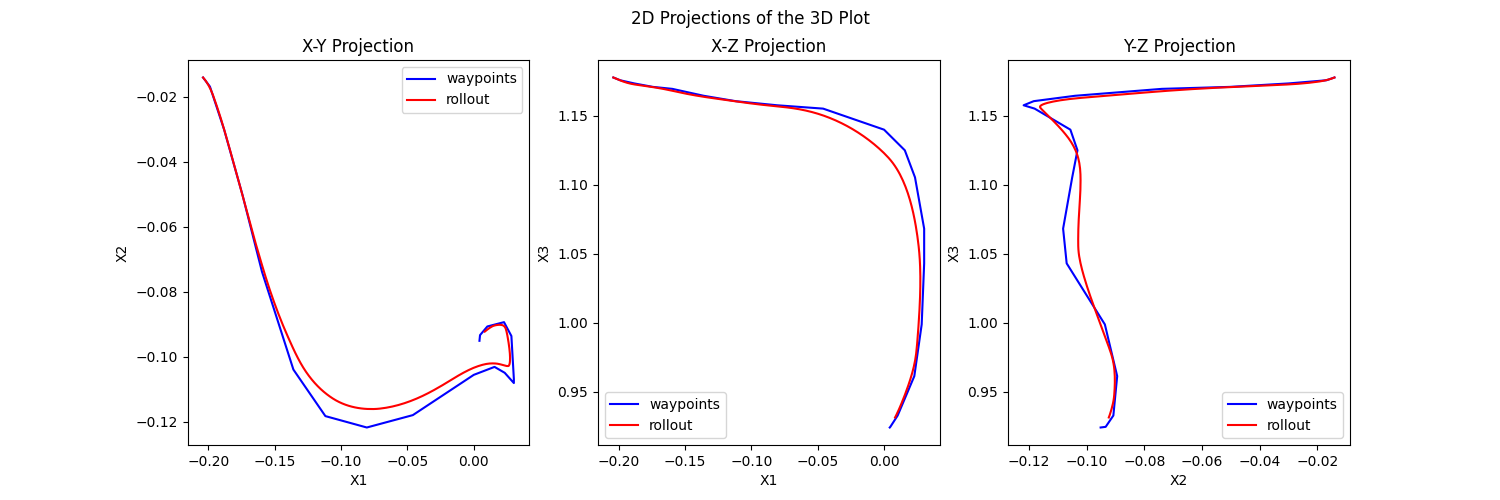 2D Projections of the 3D Plot
X-Y Projection
X2
−0.02
−0.04
−0.06
−0.08
−0.10
−0.12
waypoints
rollout
−0.20
−0.15
−0.10
−0.05
0.00
X1
X-Z Projection
X3
1.15
1.10
1.05
1.00
0.95
waypoints
rollout
−0.20
−0.15
−0.10
−0.05
0.00
X1
Y-Z Projection
X3
1.15
1.10
1.05
1.00
0.95
waypoints
rollout
−0.12
−0.10
−0.08
−0.06
−0.04
−0.02
X2